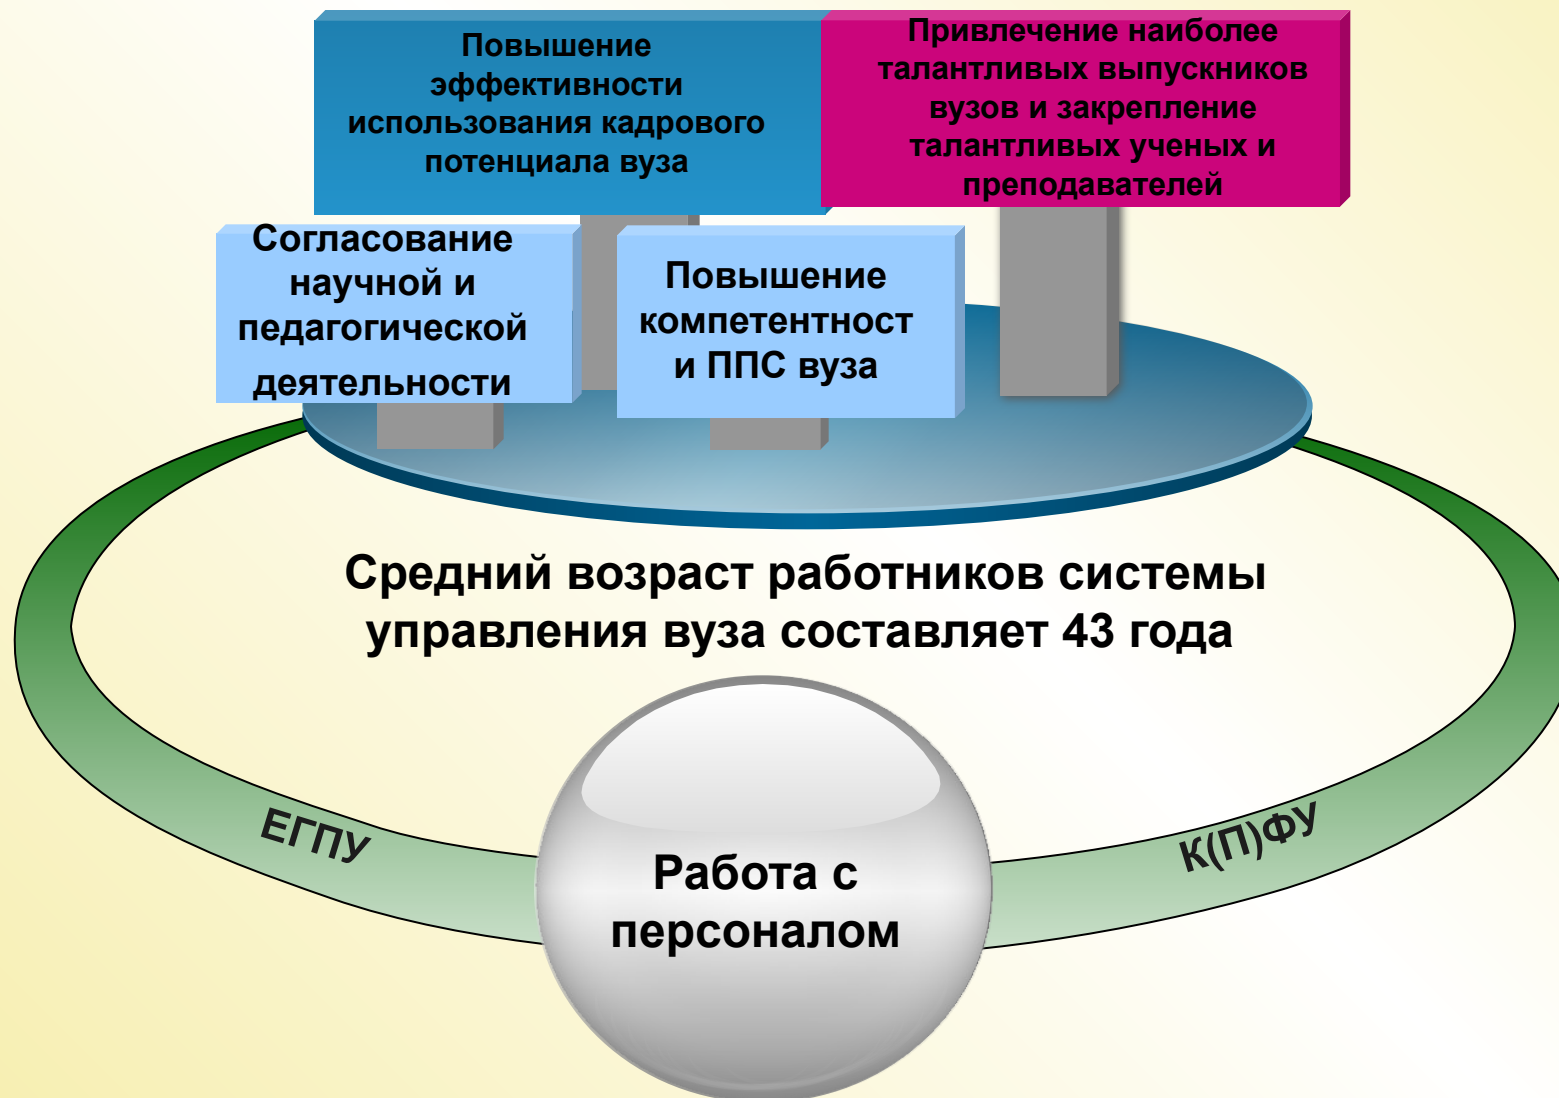 Повышение
эффективности
использования кадрового
потенциала вуза
Привлечение наиболее
талантливых выпускников
вузов и закрепление
талантливых ученых и
преподавателей
Согласование
научной и
педагогической
деятельности
Повышение
компетентност
и ППС вуза
Средний возраст работников системы
управления вуза составляет 43 года
ЕГПУ
К(П)ФУ
Работа с
персоналом